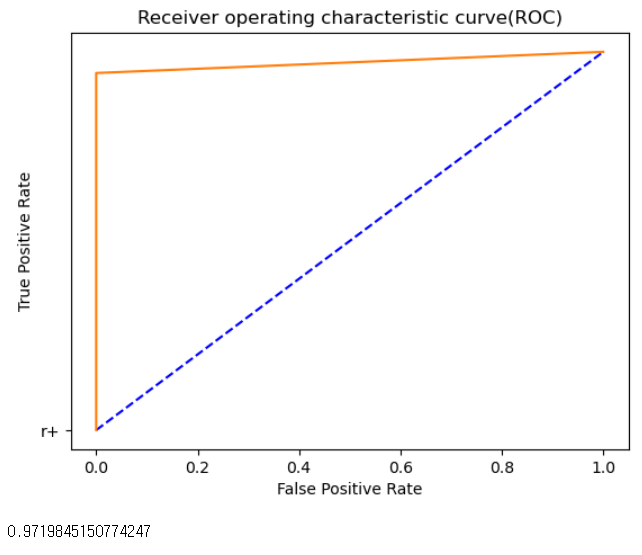 Receiver operating characteristic curve(ROC)
True Positive Rate
r+
0.0 0.2 0.4 0.6 0.8 1.0
False Positive Rate
0.9719845150774247